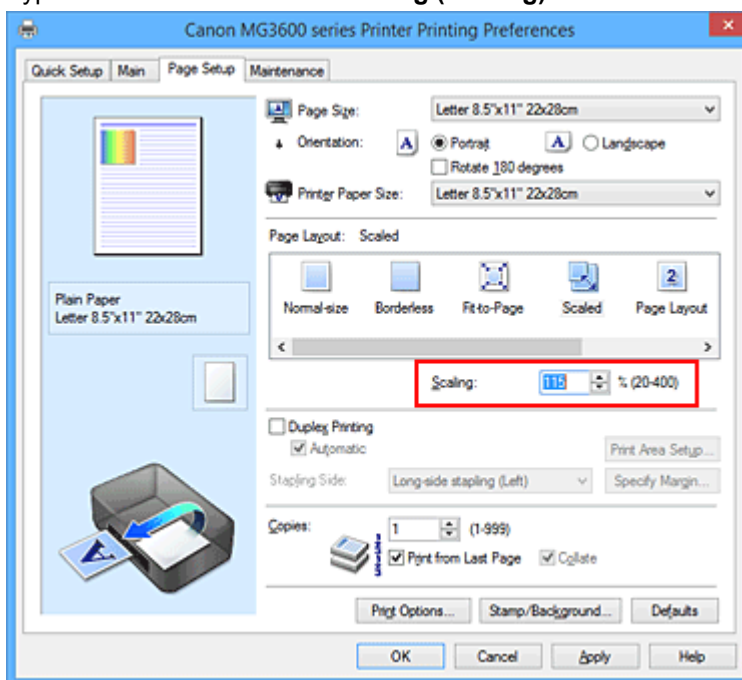 Canon MG3600 series Printer Printing Preferences
Quick Setup Main Page Setup Maintenance
Page Size: Letter 8.5"x11" 22x28cm
Orientation: A Portrait A Landscape
Rotate 180 degrees
Printer Paper Size: Letter 8.5"x11" 22x28cm
Page Layout: Scaled
Normal-size Borderless Fit-to-Page Scaled 2 Page Layout
Plain Paper
Letter 8.5"x11" 22x28cm
Scaling: 115 % (20-400)
Duplex Printing
Automatic Print Area Setup...
Stapling Side: Long-side stapling (Left) Specify Margin...
Copies: 1 (1-999)
Print from Last Page Collate
A
Print Options... Stamp/Background... Defaults
OK Cancel Apply Help